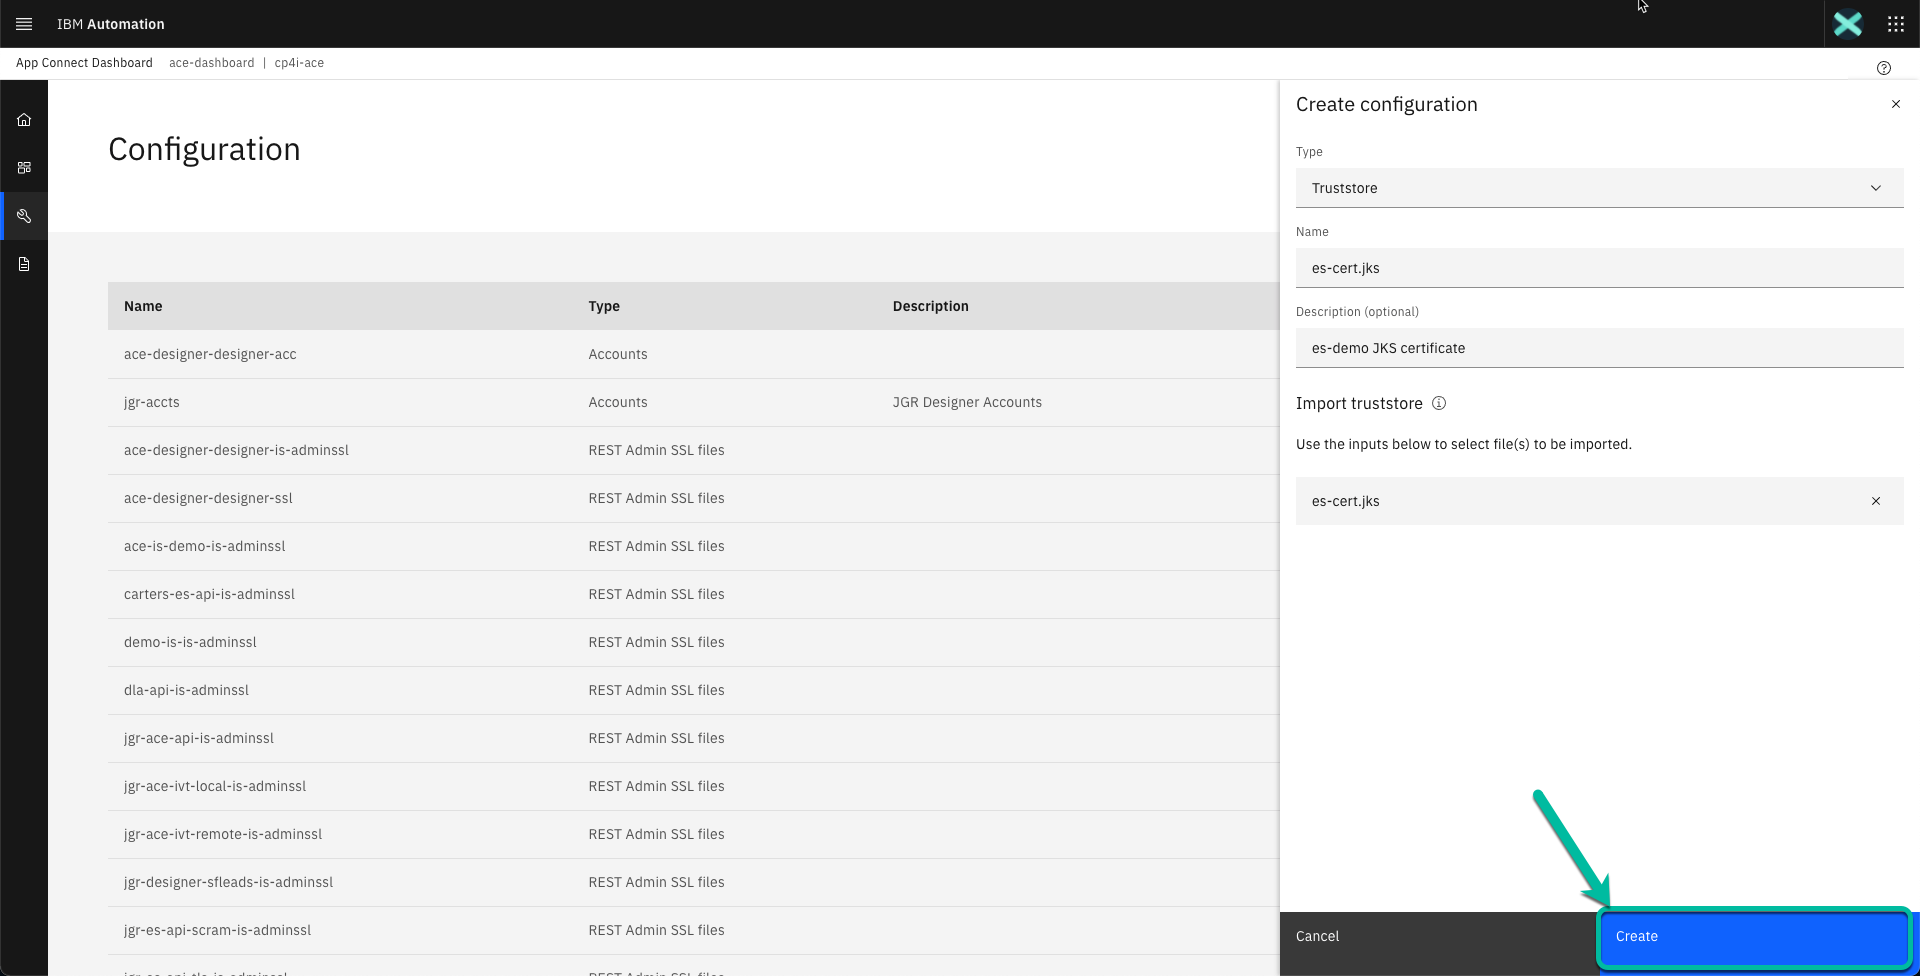 IBM Automation
App Connect Dashboard ace-dashboard | cp4i-ace
Configuration
Name Type Description
ace-designer-designer-acc Accounts
jgr-accts Accounts JGR Designer Accounts
ace-designer-designer-is-adminssl REST Admin SSL files
ace-designer-designer-ssl REST Admin SSL files
ace-is-demo-is-adminssl REST Admin SSL files
carters-es-api-is-adminssl REST Admin SSL files
demo-is-is-adminssl REST Admin SSL files
dla-api-is-adminssl REST Admin SSL files
jgr-ace-api-is-adminssl REST Admin SSL files
jgr-ace-ivt-local-is-adminssl REST Admin SSL files
jgr-ace-ivt-remote-is-adminssl REST Admin SSL files
jgr-designer-sfleads-is-adminssl REST Admin SSL files
jgr-es-api-scram-is-adminssl REST Admin SSL files
REST Admin SSL files
Create configuration
Type
Truststore
Name
es-cert.jks
Description (optional)
es-demo JKS certificate
Import truststore
Use the inputs below to select file(s) to be imported.
es-cert.jks
Cancel
Create